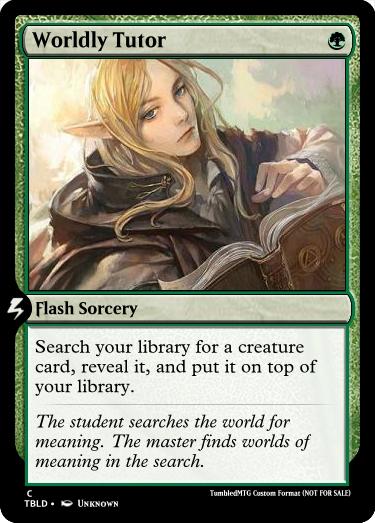 Worldly Tutor
Flash Sorcery
Search your library for a creature
card, reveal it, and put it on top of
your library.
The student searches the world for
meaning. The master finds worlds of
meaning in the search.
C
TBLD • Unknown
TumbledMTG Custom Format (NOT FOR SALE)